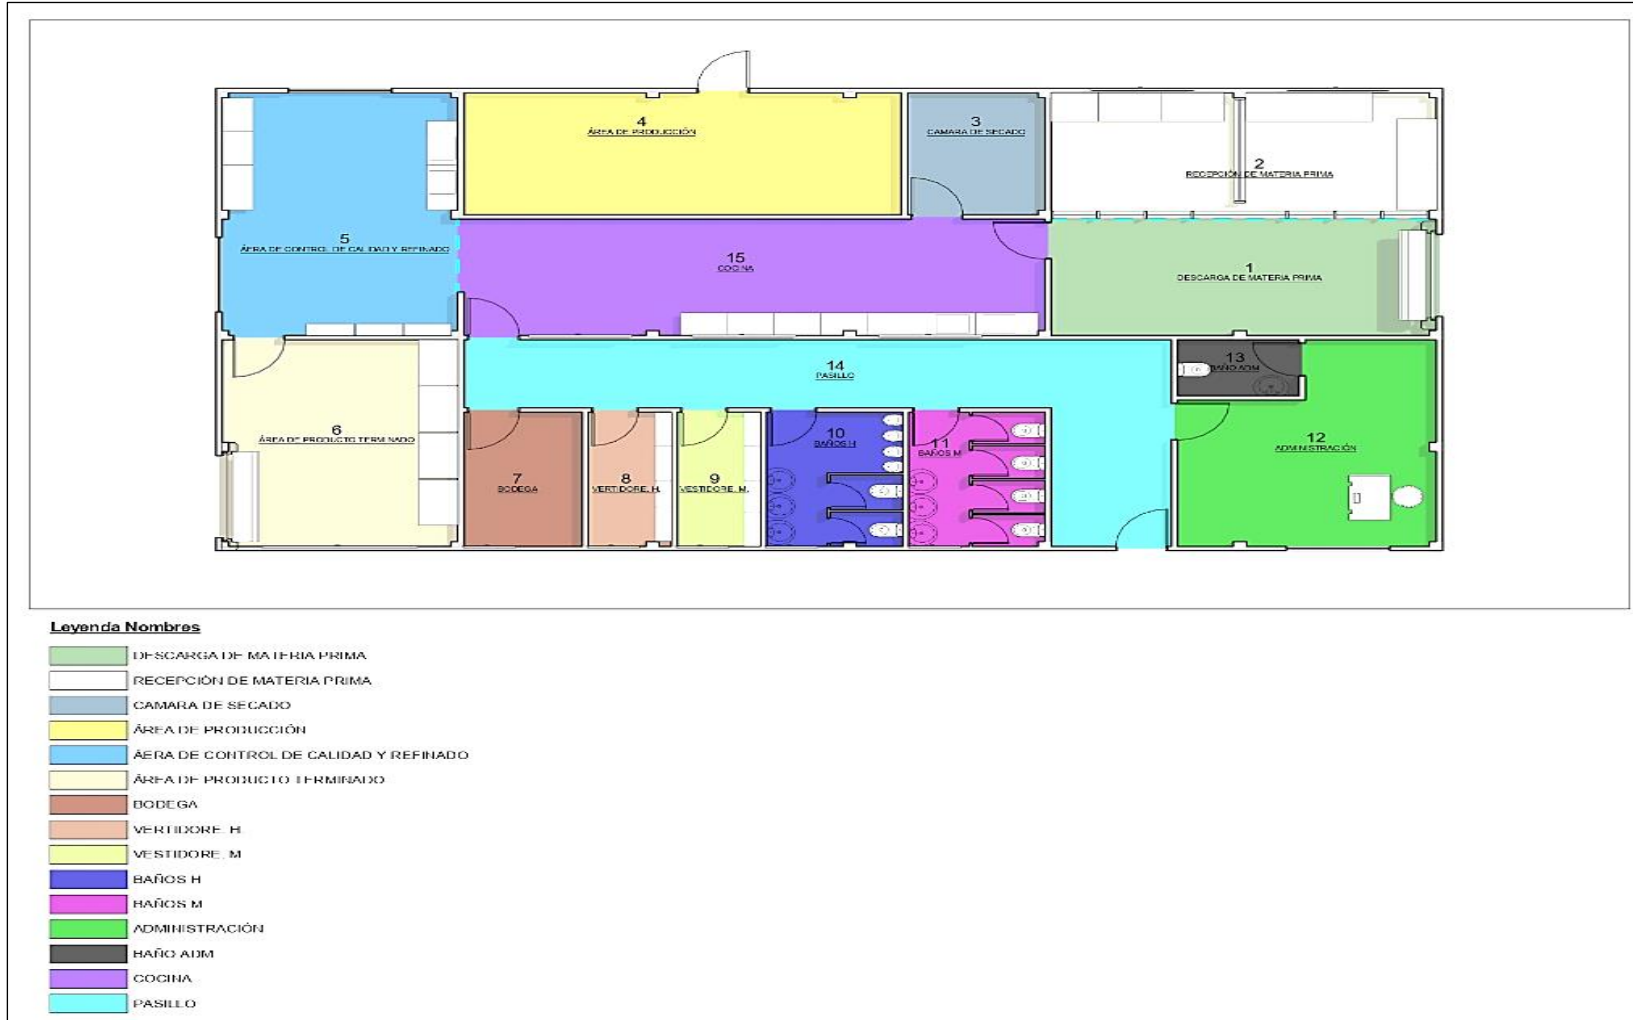 4
ÁREA DE PRODUCCIÓN
3
CAMARA DE SECADO
2
RECEPCIÓN DE MATERIA PRIMA
5
ÁERA DE CONTROL DE CALIDAD Y REFINADO
15
COCINA
1
DESCARGA DE MATERIA PRIMA
14
PASILLO
13
BAÑO ADM
6
ÁREA DE PRODUCTO TERMINADO
7
BODEGA
8
VERTIDORE. H.
9
VESTIDORE. M.
10
BAÑOS H
11
BAÑOS M
12
ADMINISTRACIÓN
Leyenda Nombres
DESCARGA DE MATERIA PRIMA
RECEPCIÓN DE MATERIA PRIMA
CAMARA DE SECADO
ÁREA DE PRODUCCIÓN
ÁERA DE CONTROL DE CALIDAD Y REFINADO
ÁREA DE PRODUCTO TERMINADO
BODEGA
VERTIDORE. H
VESTIDORE. M
BAÑOS H
BAÑOS M
ADMINISTRACIÓN
BAÑO ADM
COCINA
PASILLO